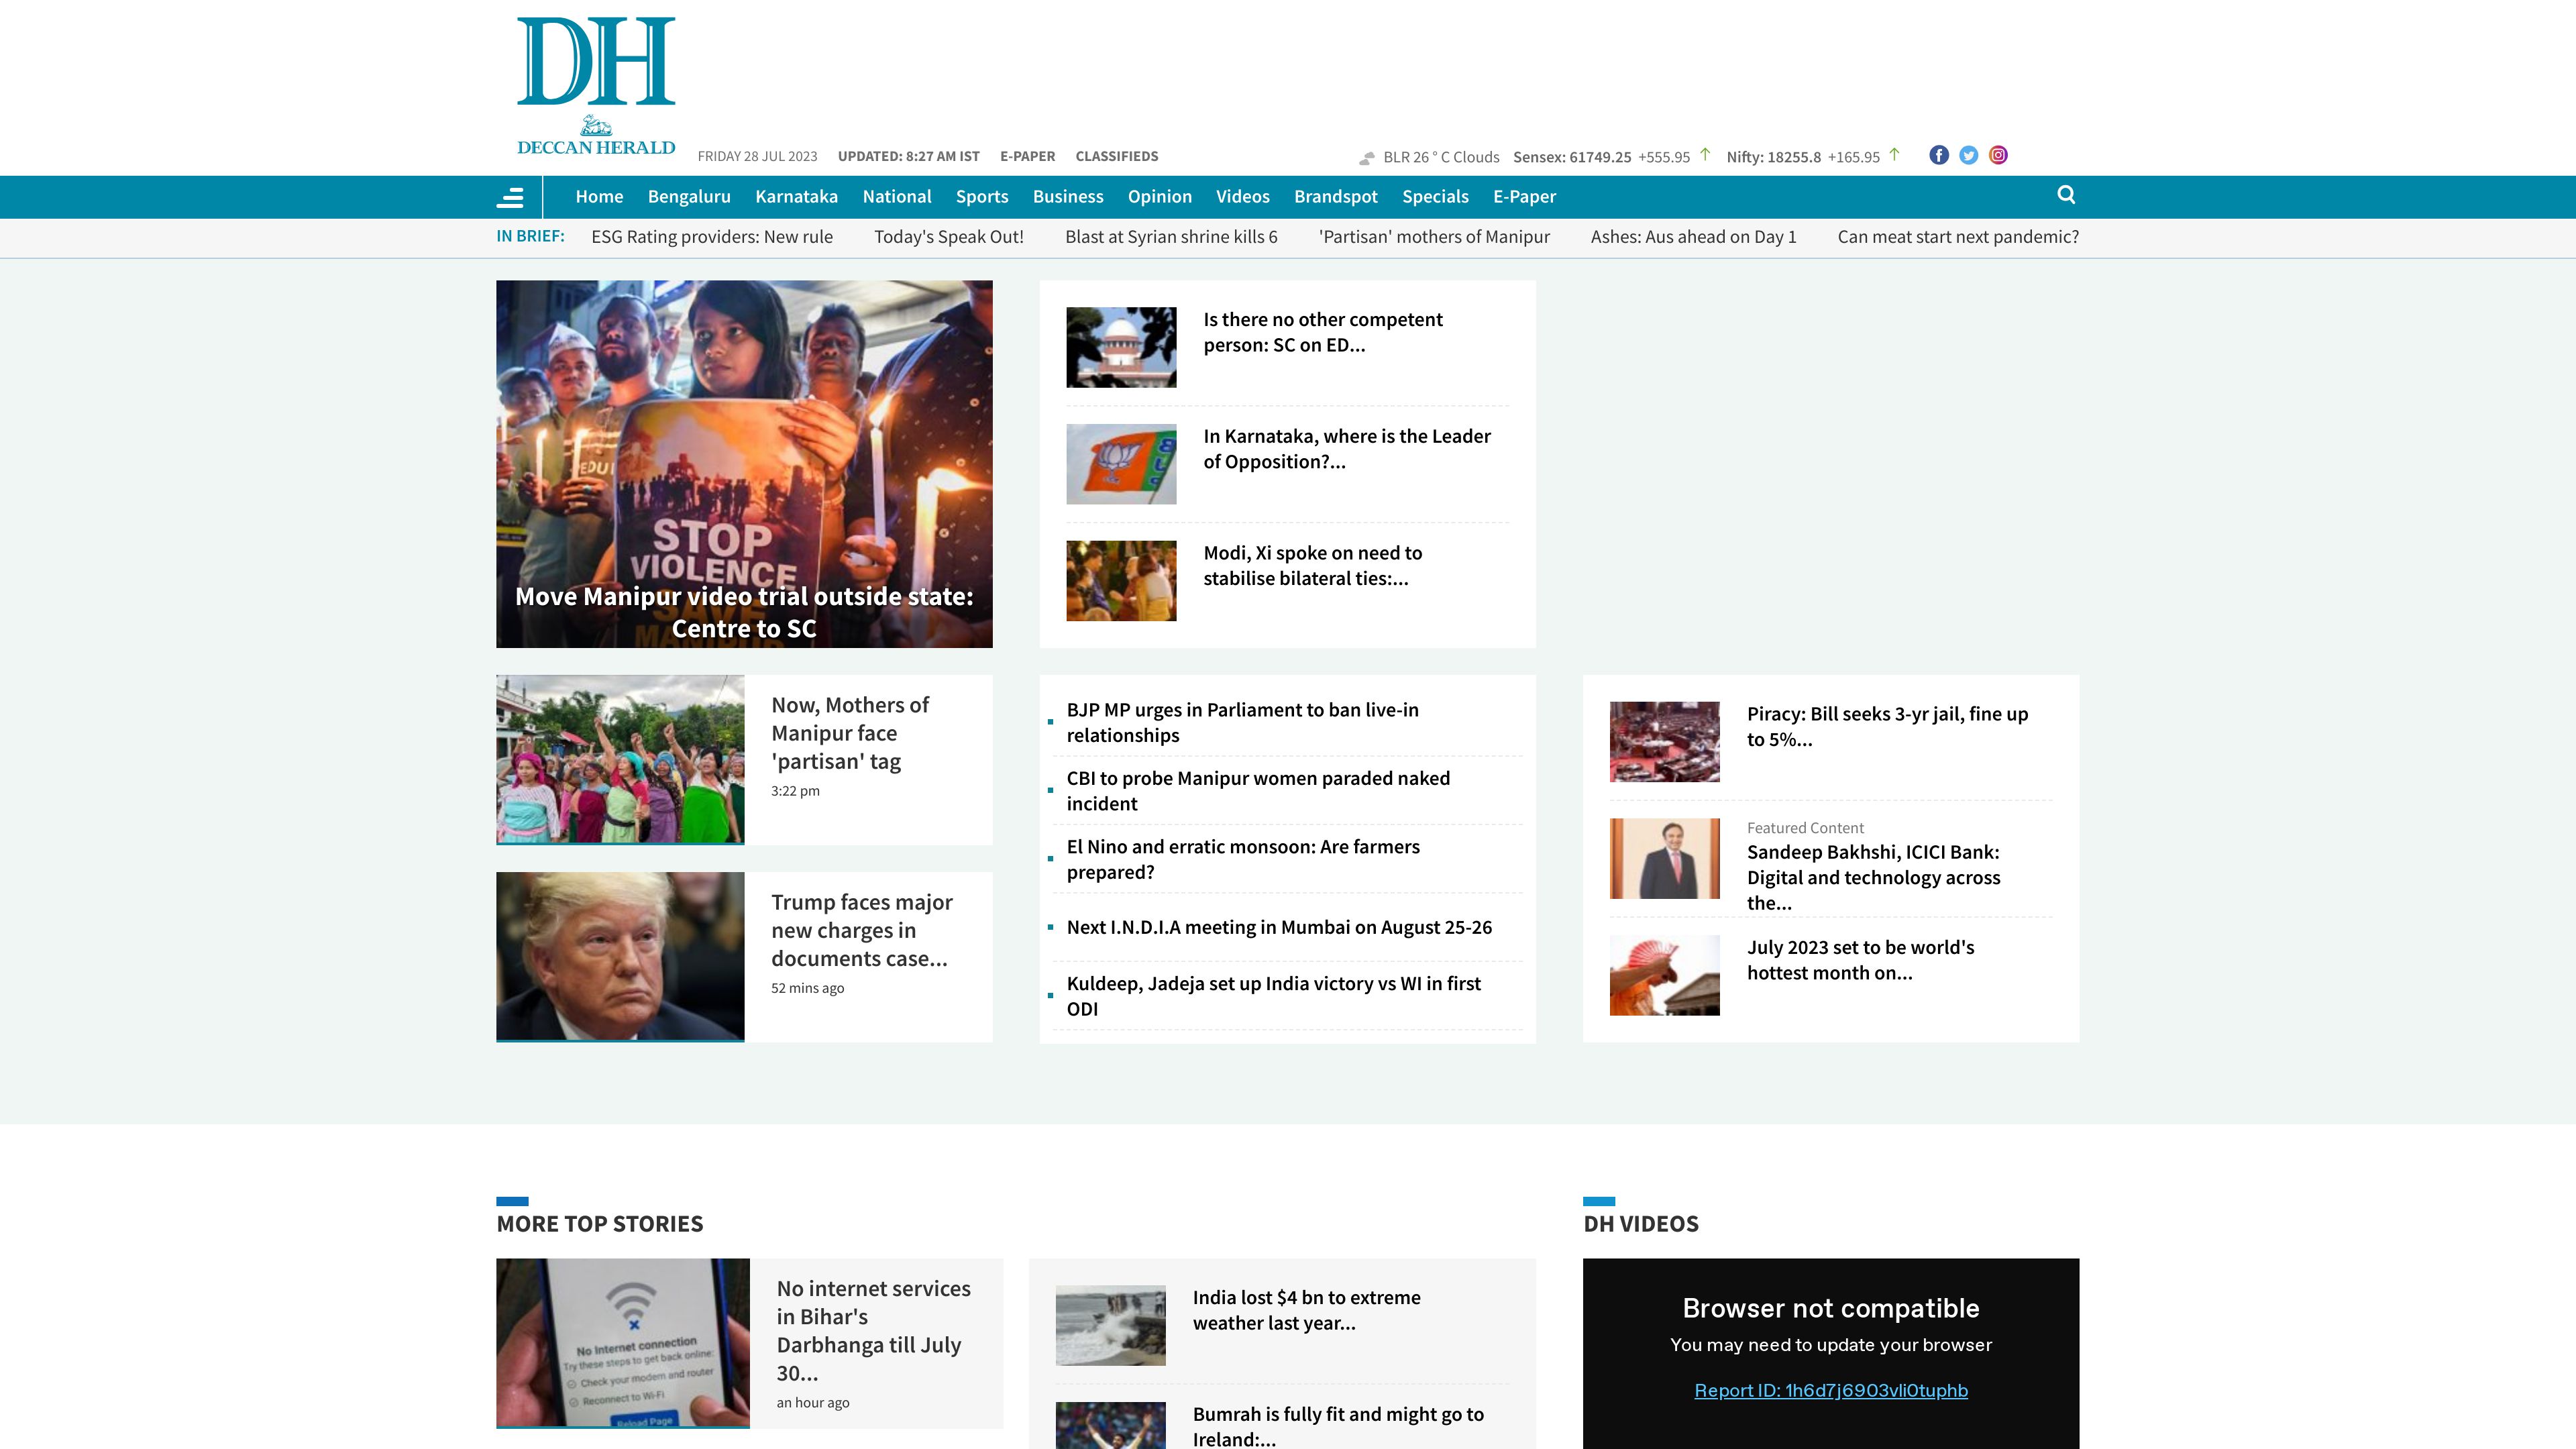 DH
DECCAN HERALD
FRIDAY 28 JUL 2023 UPDATED: 8:27 AM IST E-PAPER CLASSIFIEDS
BLR 26 ° C Clouds Sensex: 61749.25 +555.95 Nifty: 18255.8 +165.95
Home Bengaluru Karnataka National Sports Business Opinion Videos Brandspot Specials E-Paper
IN BRIEF: ESG Rating providers: New rule Today's Speak Out! Blast at Syrian shrine kills 6 'Partisan' mothers of Manipur Ashes: Aus ahead on Day 1 Can meat start next pandemic?
STOP
VIOLENCE
SAVE
MANIPUR
Move Manipur video trial outside state:
Centre to SC
Is there no other competent
person: SC on ED...
In Karnataka, where is the Leader
of Opposition?...
Modi, Xi spoke on need to
stabilise bilateral ties:...
Now, Mothers of
Manipur face
'partisan' tag
3:22 pm
Trump faces major
new charges in
documents case...
52 mins ago
BJP MP urges in Parliament to ban live-in
relationships
CBI to probe Manipur women paraded naked
incident
El Nino and erratic monsoon: Are farmers
prepared?
Next I.N.D.I.A meeting in Mumbai on August 25-26
Kuldeep, Jadeja set up India victory vs WI in first
ODI
Piracy: Bill seeks 3-yr jail, fine up
to 5%...
Featured Content
Sandeep Bakhshi, ICICI Bank:
Digital and technology across
the...
July 2023 set to be world's
hottest month on...
MORE TOP STORIES
No Internet connection
Try these steps to get back online:
Check your modem and router
Reconnect to Wi-Fi
Reload Page
No internet services
in Bihar's
Darbhanga till July
30...
an hour ago
India lost $4 bn to extreme
weather last year...
Bumrah is fully fit and might go to
Ireland:...
DH VIDEOS
Browser not compatible
You may need to update your browser
Report ID: 1h6d7j6903vli0tuphb